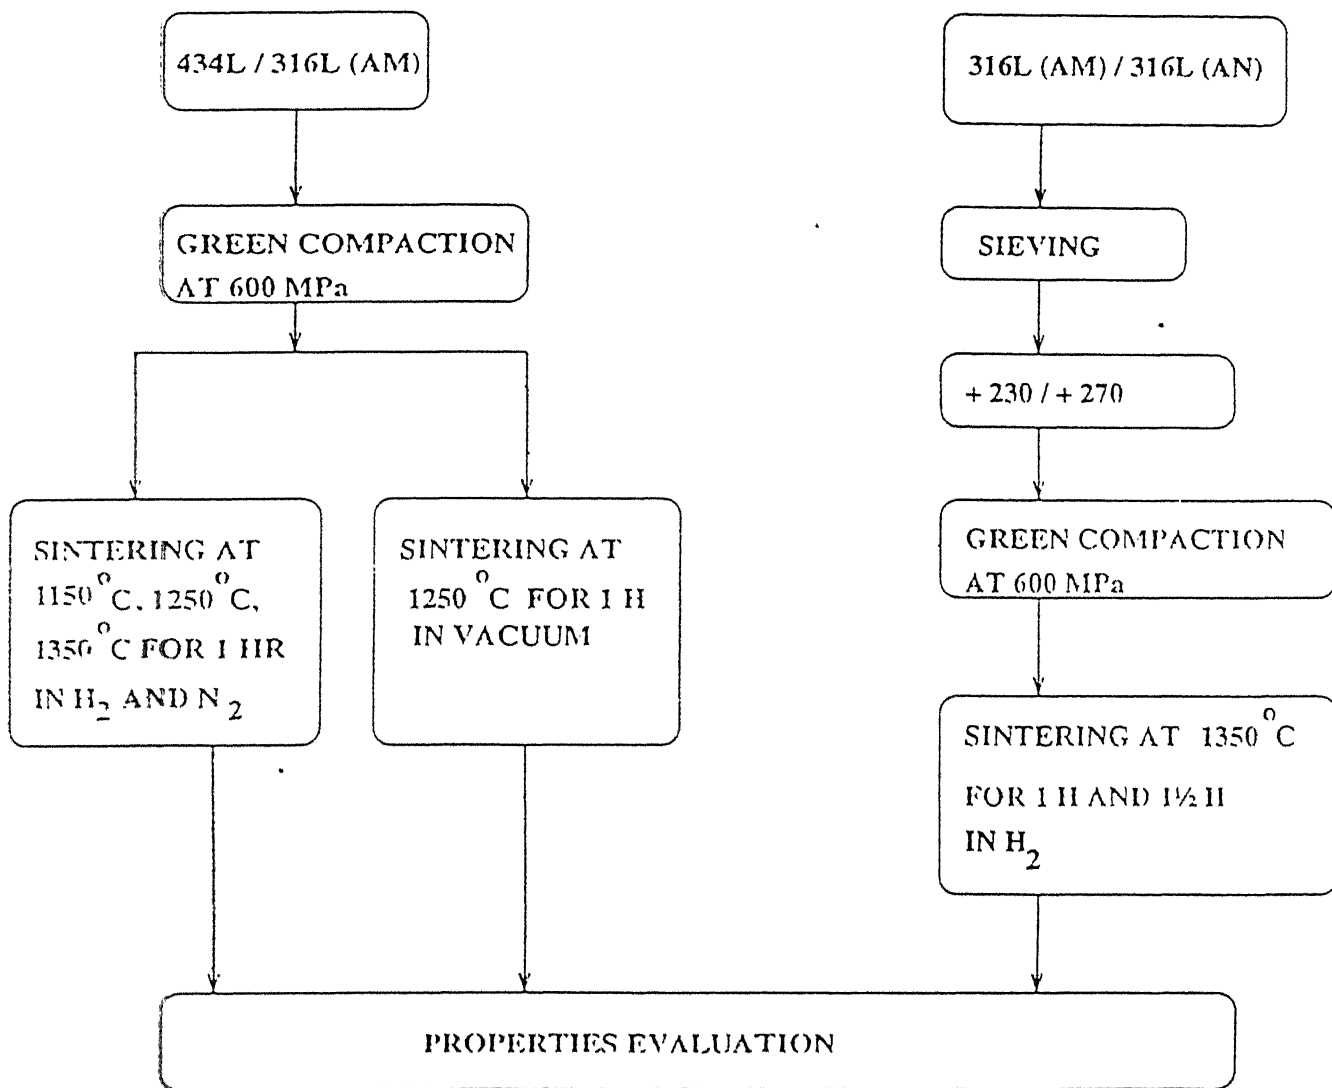 434L / 316L (AM)
GREEN COMPACTION
AT 600 MPa
SINTERING AT
1150°C, 1250°C,
1350°C FOR 1 HR
IN H₂ AND N₂
SINTERING AT
1250°C FOR 1 H
IN VACUUM
316L (AM) / 316L (AN)
SIEVING
+ 230 / + 270
GREEN COMPACTION
AT 600 MPa
SINTERING AT 1350°C
FOR 1 H AND 1½ H
IN H₂
PROPERTIES EVALUATION